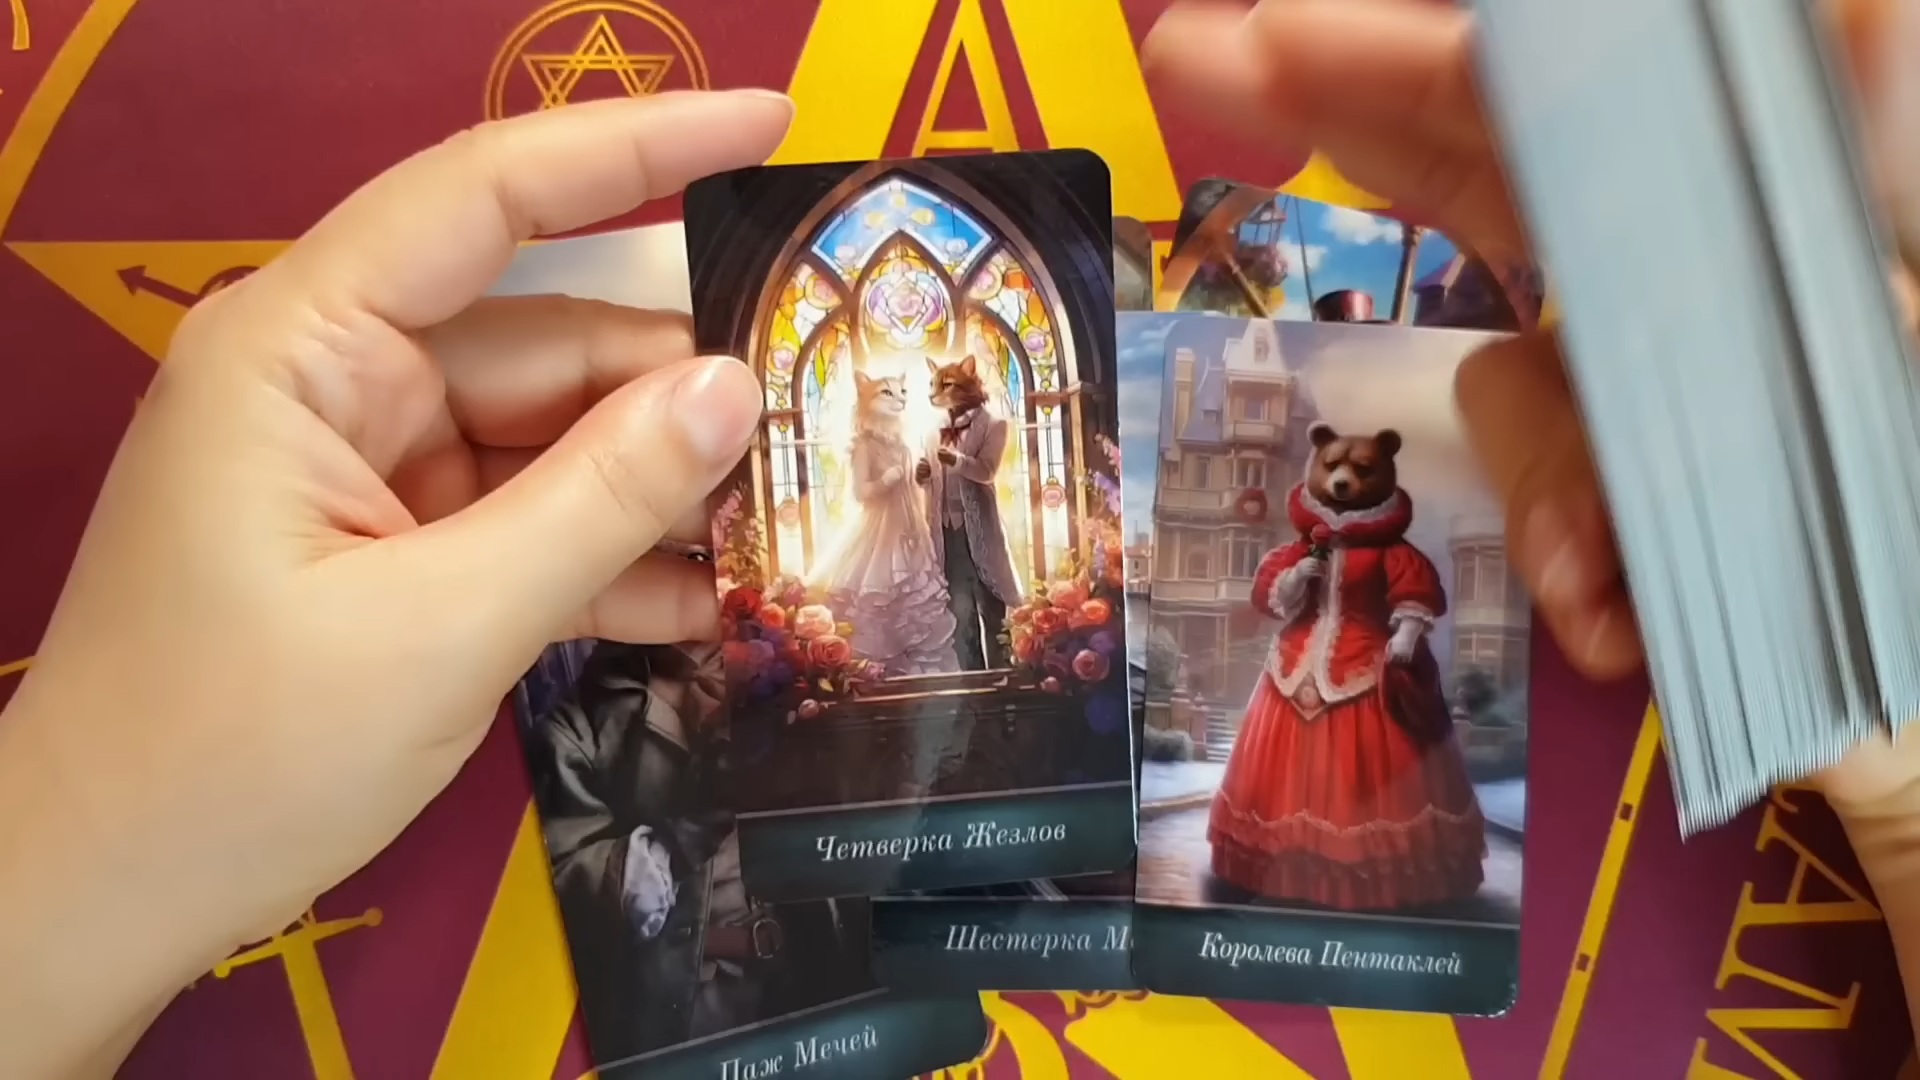 A
Четверка Жезлов
Шестерка М
Королева Пентаклей
Паж Мечей